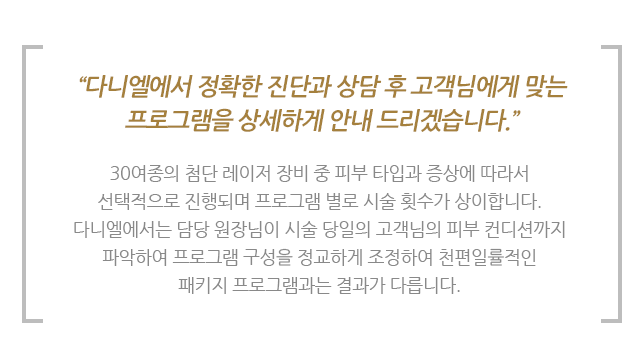 “다니엘에서 정확한 진단과 상담 후 고객님에게 맞는
프로그램을 상세하게 안내 드리겠습니다.”
30여종의 첨단 레이저 장비 중 피부 타입과 증상에 따라서
선택적으로 진행되며 프로그램 별로 시술 횟수가 상이합니다.
다니엘에서는 담당 원장님이 시술 당일의 고객님의 피부 컨디션까지
파악하여 프로그램 구성을 정교하게 조정하여 천편일률적인
패키지 프로그램과는 결과가 다릅니다.